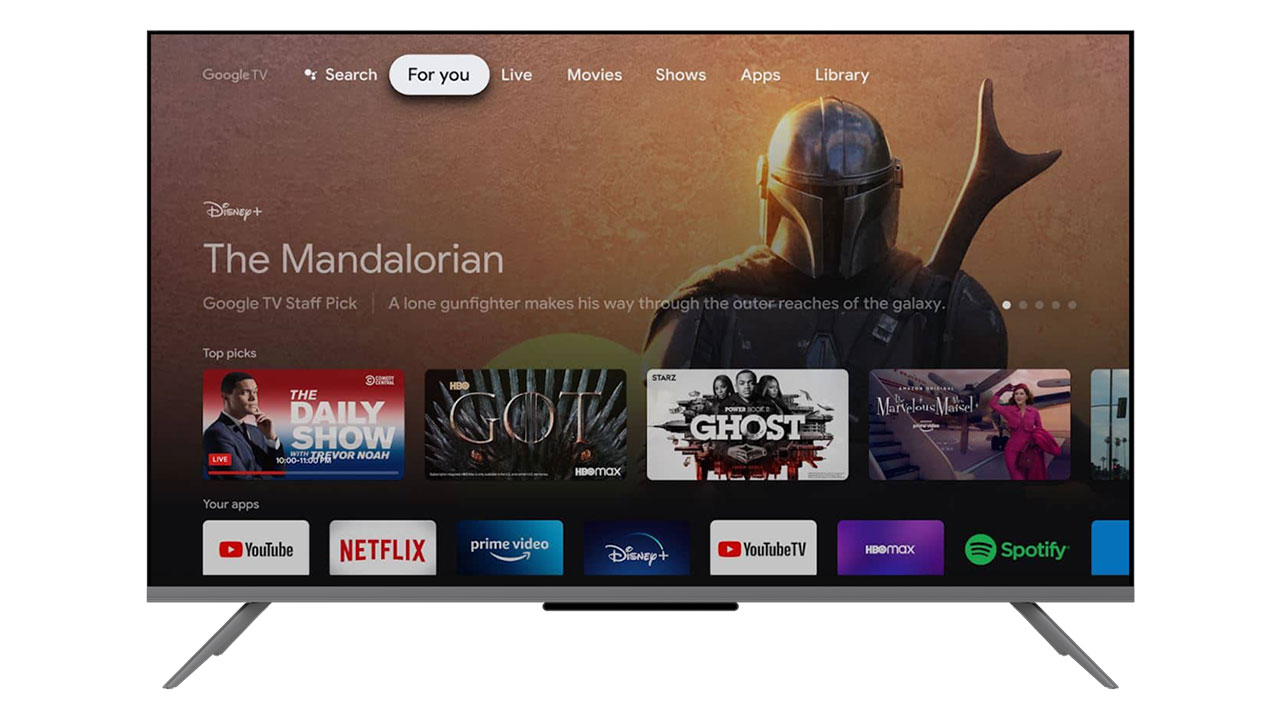 Google TV
Search
For you
Live
Movies
Shows
Apps
Library
Disney+
The Mandalorian
Google TV Staff Pick
A lone gunfighter makes his way through the outer reaches of the galaxy.
Top picks
COMEDY
CENTRAL
THE
DAILY
SHOW
WITH TREVOR NOAH
LIVE
10:00-11:00 PM
HBO
GOT
HBOMAX
STARZ
POWER BOOK II:
GHOST
AMAZON ORIGINAL
The Marvelous Mrs. Maisel
prime video
Your apps
YouTube
NETFLIX
prime video
Disney+
YouTubeTV
HBOMAX
Spotify